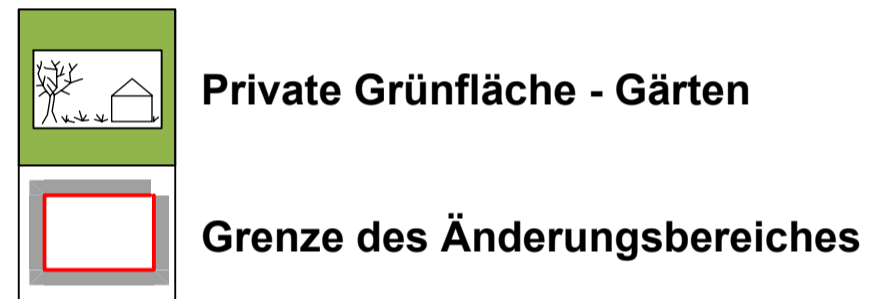 Private Grünfläche - Gärten
Grenze des Änderungsbereiches